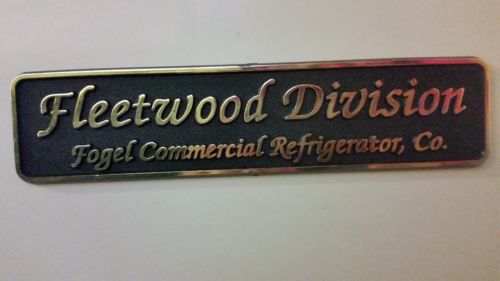 Fleetwood Division
Fogel Commercial Refrigerator, Co.